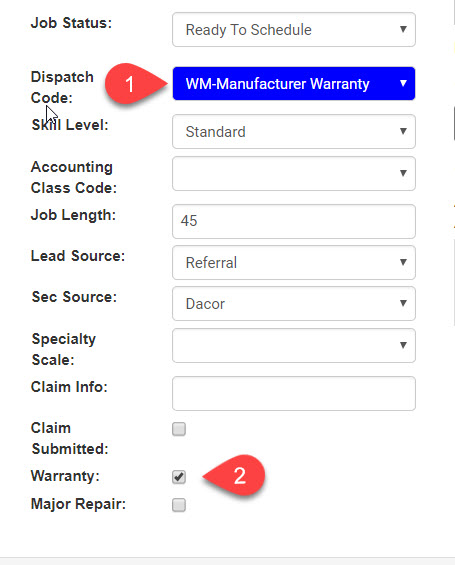 Job Status: Ready To Schedule
Dispatch
Code: 1 WM-Manufacturer Warranty
Skill Level: Standard
Accounting
Class Code:
Job Length: 45
Lead Source: Referral
Sec Source: Dacor
Specialty
Scale:
Claim Info:
Claim
Submitted:
Warranty: 2
Major Repair: